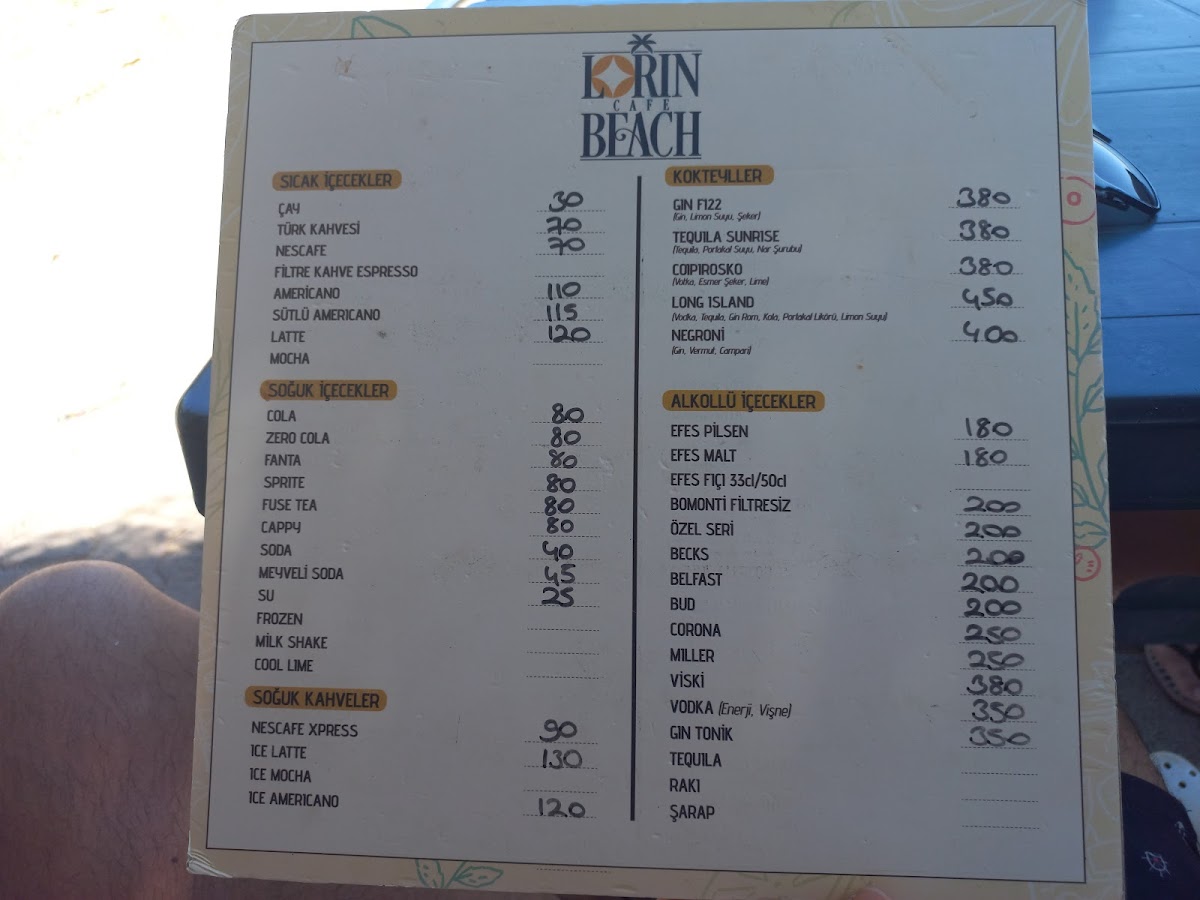 LORIN
CAFE
BEACH
SICAK İÇECEKLER
ÇAY 30
TÜRK KAHVESİ 70
NESCAFE 70
FİLTRE KAHVE ESPRESSO
AMERİCANO 110
SÜTLÜ AMERICANO 115
LATTE 120
MOCHA
SOĞUK İÇECEKLER
COLA 80
ZERO COLA 80
FANTA 80
SPRITE 80
FUSE TEA 80
CAPPY 80
SODA 40
MEYVELİ SODA 45
SU 25
FROZEN
MİLK SHAKE
COOL LIME
SOĞUK KAHVELER
NESCAFE XPRESS 90
ICE LATTE 130
ICE MOCHA
ICE AMERICANO 120
KOKTEYLLER
GIN F122 380
(Gin, Limon Suyu, Şeker)
TEQUILA SUNRISE 380
(Tequila, Portakal Suyu, Nar Şurubu)
COIPIROSKO 380
(Votka, Esmer Şeker, Lime)
LONG ISLAND 450
(Vodka, Tequila, Gin Rom, Kola, Portakal Likörü, Limon Suyu)
NEGRONİ 400
(Gin, Vermut, Campari)
ALKOLLÜ İÇECEKLER
EFES PİLSEN 180
EFES MALT 180
EFES FIÇI 33cl/50cl
BOMONTİ FİLTRESİZ 200
ÖZEL SERİ 200
BECKS 200
BELFAST 200
BUD 200
CORONA 250
MILLER 250
VİSKİ 380
VODKA (Enerji, Vişne) 350
GIN TONİK 350
TEQUILA
RAKI
ŞARAP